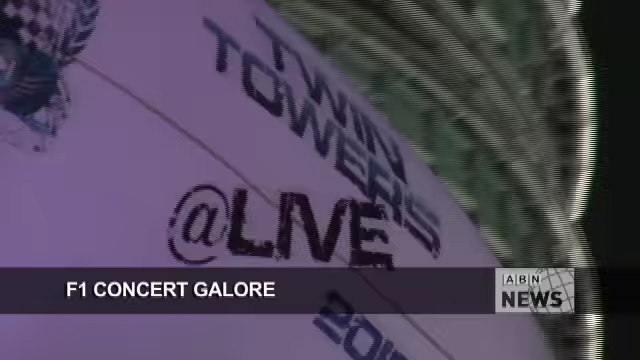 TWIN
TOWERS
@LIVE
F1 CONCERT GALORE
ABN
NEWS